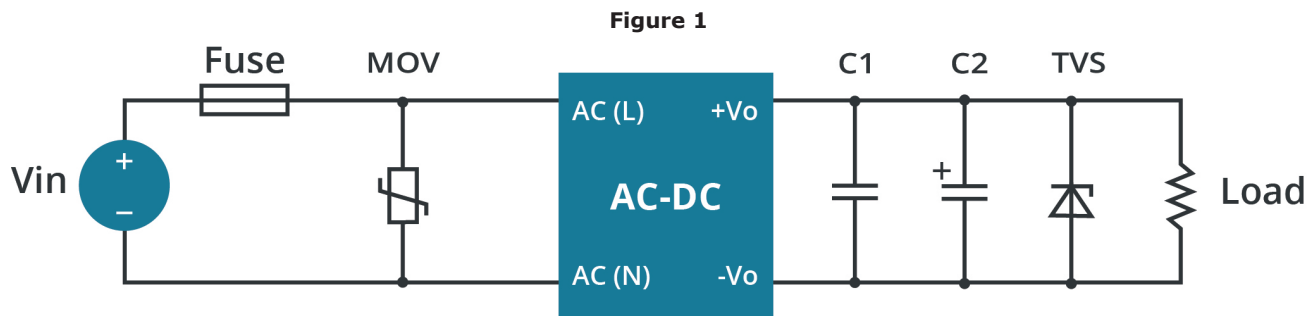 Figure 1
Fuse
MOV
C1
C2
TVS
AC (L)
+Vo
+
Vin
−
AC-DC
+
Load
AC (N)
-Vo